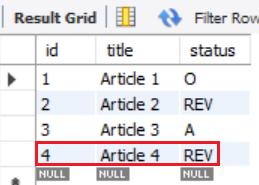 Result Grid Filter Row
id title status
1 Article 1 O
2 Article 2 REV
3 Article 3 A
4 Article 4 REV
NULL NULL NULL